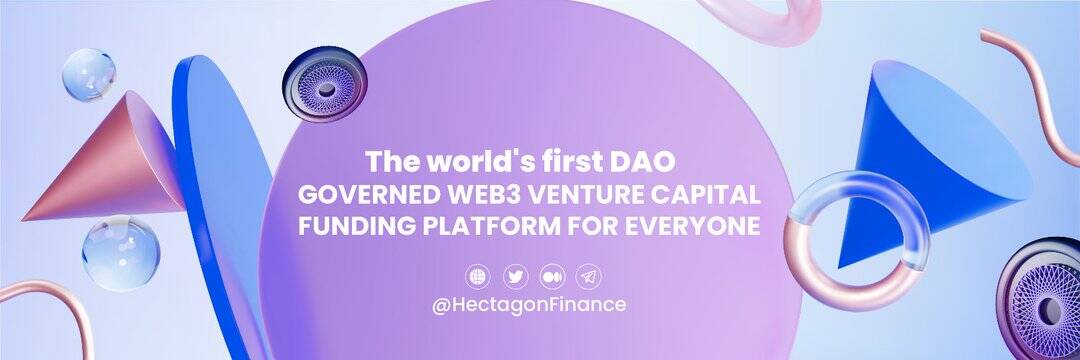 The world's first DAO
GOVERNED WEB3 VENTURE CAPITAL
FUNDING PLATFORM FOR EVERYONE
@HectagonFinance